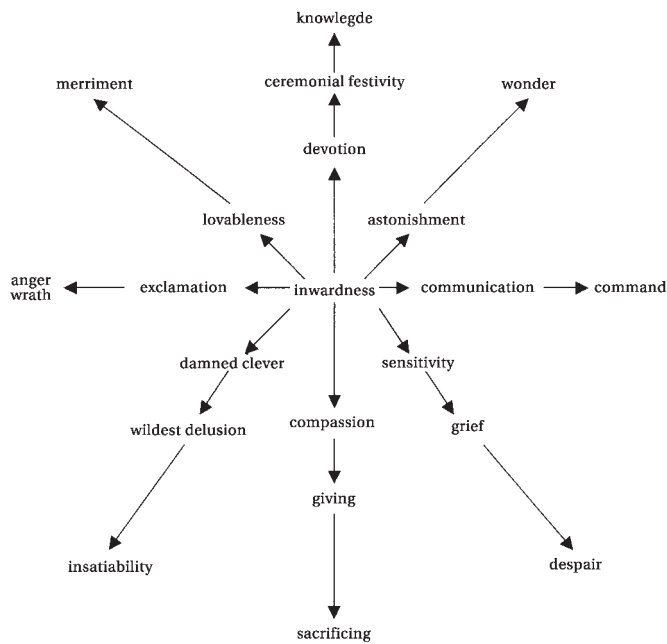 knowlegde
merriment
ceremonial festivity
wonder
devotion
lovableness
astonishment
anger
wrath
exclamation
inwardness
communication
command
damned clever
sensitivity
wildest delusion
compassion
grief
giving
insatiability
despair
sacrificing